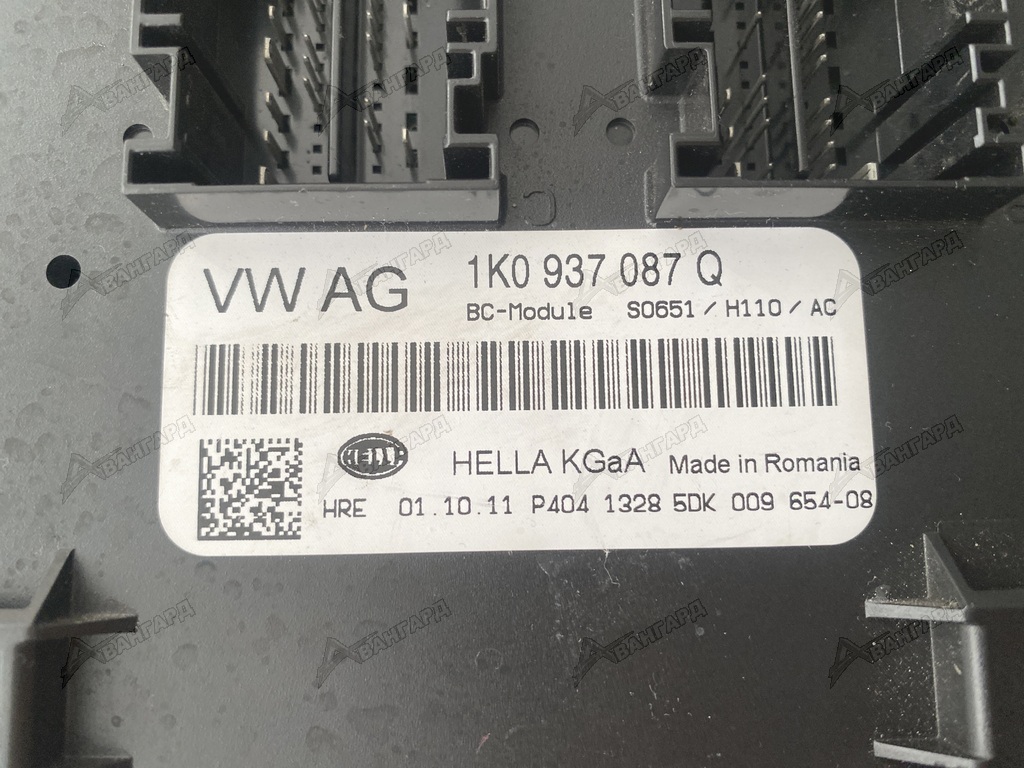 VW AG 1K0 937 087 Q
BC-Module S0651 / H110 / AC
HELLA HELLA KGaA Made in Romania
HRE 01.10.11 P404 1328 5DK 009 654-08
АВАНГАРД